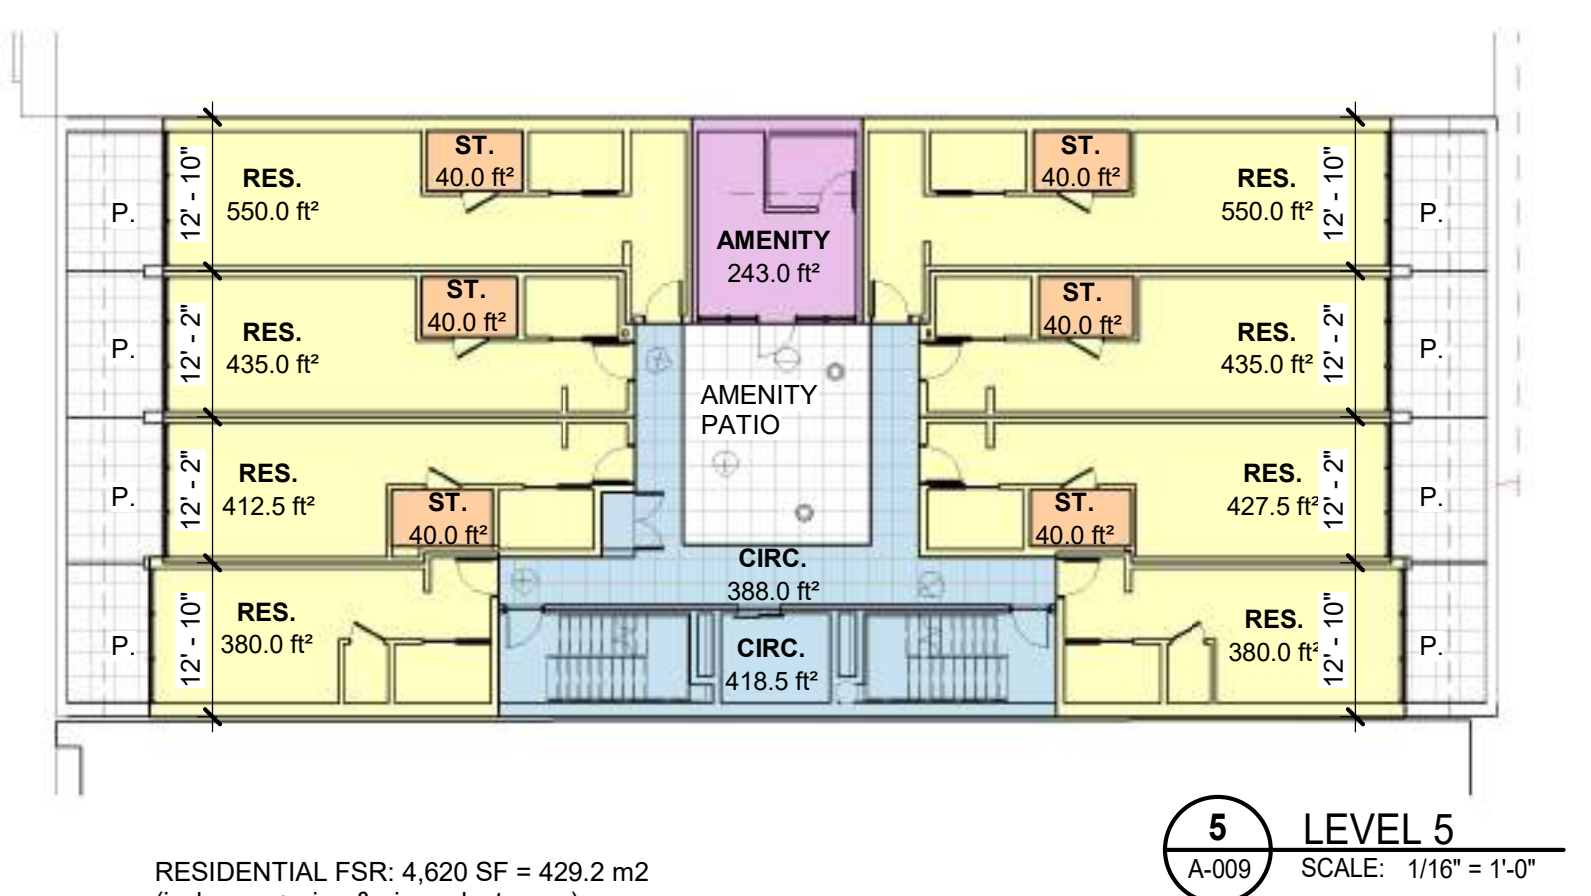 ST.
40.0 ft²
ST.
40.0 ft²
RES.
550.0 ft²
12' - 10"
P.
AMENITY
243.0 ft²
RES.
550.0 ft²
12' - 10"
P.
ST.
40.0 ft²
ST.
40.0 ft²
RES.
435.0 ft²
12' - 2"
P.
RES.
435.0 ft²
12' - 2"
P.
AMENITY
PATIO
RES.
412.5 ft²
12' - 2"
P.
ST.
40.0 ft²
ST.
40.0 ft²
RES.
427.5 ft²
12' - 2"
P.
CIRC.
388.0 ft²
RES.
380.0 ft²
12' - 10"
P.
CIRC.
418.5 ft²
RES.
380.0 ft²
12' - 10"
P.
5
A-009
LEVEL 5
SCALE: 1/16" = 1'-0"
RESIDENTIAL FSR: 4,620 SF = 429.2 m2